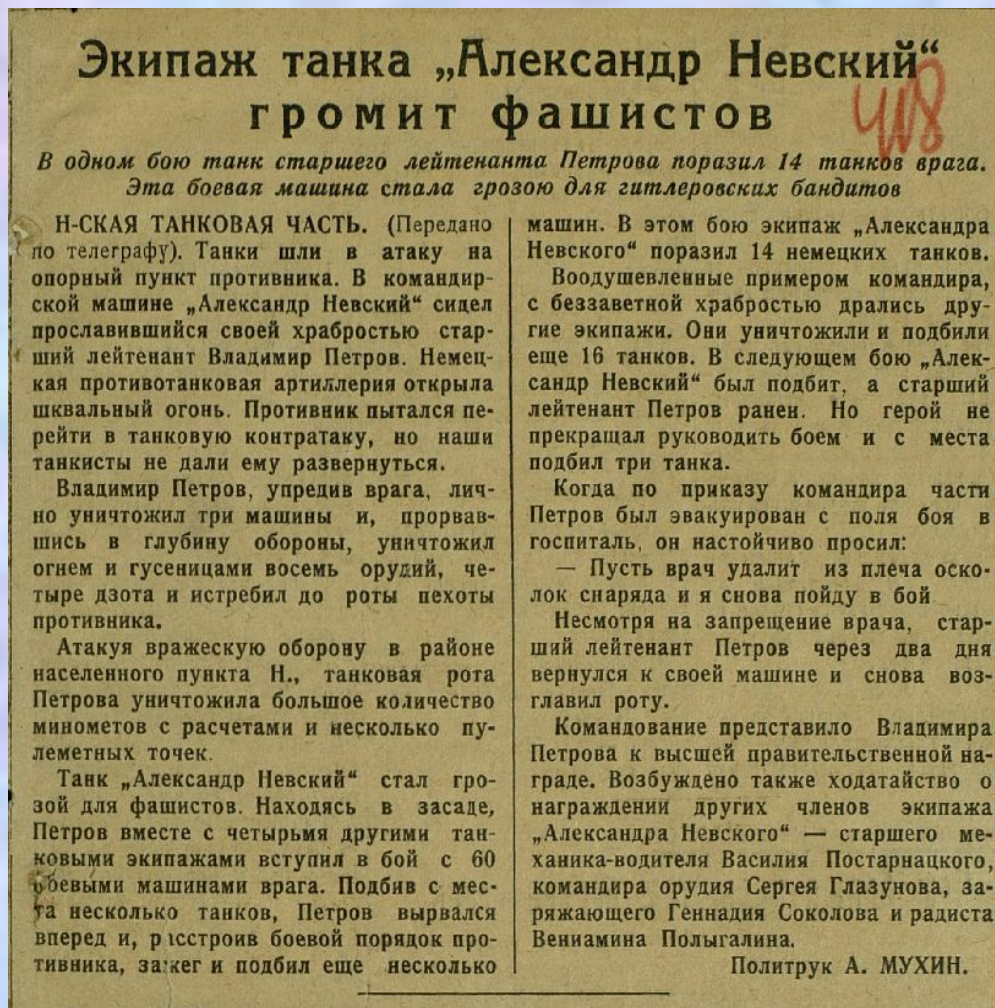 Экипаж танка „Александр Невский“
громит фашистов
418
В одном бою танк старшего лейтенанта Петрова поразил 14 танков врага.
Эта боевая машина стала грозою для гитлеровских бандитов
Н-СКАЯ ТАНКОВАЯ ЧАСТЬ. (Передано
по телеграфу). Танки шли в атаку на
опорный пункт противника. В командир-
ской машине „Александр Невский“ сидел
прославившийся своей храбростью стар-
ший лейтенант Владимир Петров. Немец-
кая противотанковая артиллерия открыла
шквальный огонь. Противник пытался пе-
рейти в танковую контратаку, но наши
танкисты не дали ему развернуться.
Владимир Петров, упредив врага, лич-
но уничтожил три машины и, прорвав-
шись в глубину обороны, уничтожил
огнем и гусеницами восемь орудий, че-
тыре дзота и истребил до роты пехоты
противника.
Атакуя вражескую оборону в районе
населенного пункта Н., танковая рота
Петрова уничтожила большое количество
минометов с расчетами и несколько пу-
леметных точек.
Танк „Александр Невский“ стал гро-
зой для фашистов. Находясь в засаде,
Петров вместе с четырьмя другими тан-
ковыми экипажами вступил в бой с 60
боевыми машинами врага. Подбив с мес-
та несколько танков, Петров вырвался
вперед и, расстроив боевой порядок про-
тивника, зажег и подбил еще несколько
машин. В этом бою экипаж „Александра
Невского“ поразил 14 немецких танков.
Воодушевленные примером командира,
с беззаветной храбростью дрались дру-
гие экипажи. Они уничтожили и подбили
еще 16 танков. В следующем бою „Алек-
сандр Невский“ был подбит, а старший
лейтенант Петров ранен. Но герой не
прекращал руководить боем и с места
подбил три танка.
Когда по приказу командира части
Петров был эвакуирован с поля боя в
госпиталь, он настойчиво просил:
— Пусть врач удалит из плеча оско-
лок снаряда и я снова пойду в бой
Несмотря на запрещение врача, стар-
ший лейтенант Петров через два дня
вернулся к своей машине и снова воз-
главил роту.
Командование представило Владимира
Петрова к высшей правительственной на-
граде. Возбуждено также ходатайство о
награждении других членов экипажа
„Александра Невского“ — старшего ме-
ханика-водителя Василия Постарнацкого,
командира орудия Сергея Глазунова, за-
ряжающего Геннадия Соколова и радиста
Вениамина Полыгалина.
Политрук А. МУХИН.